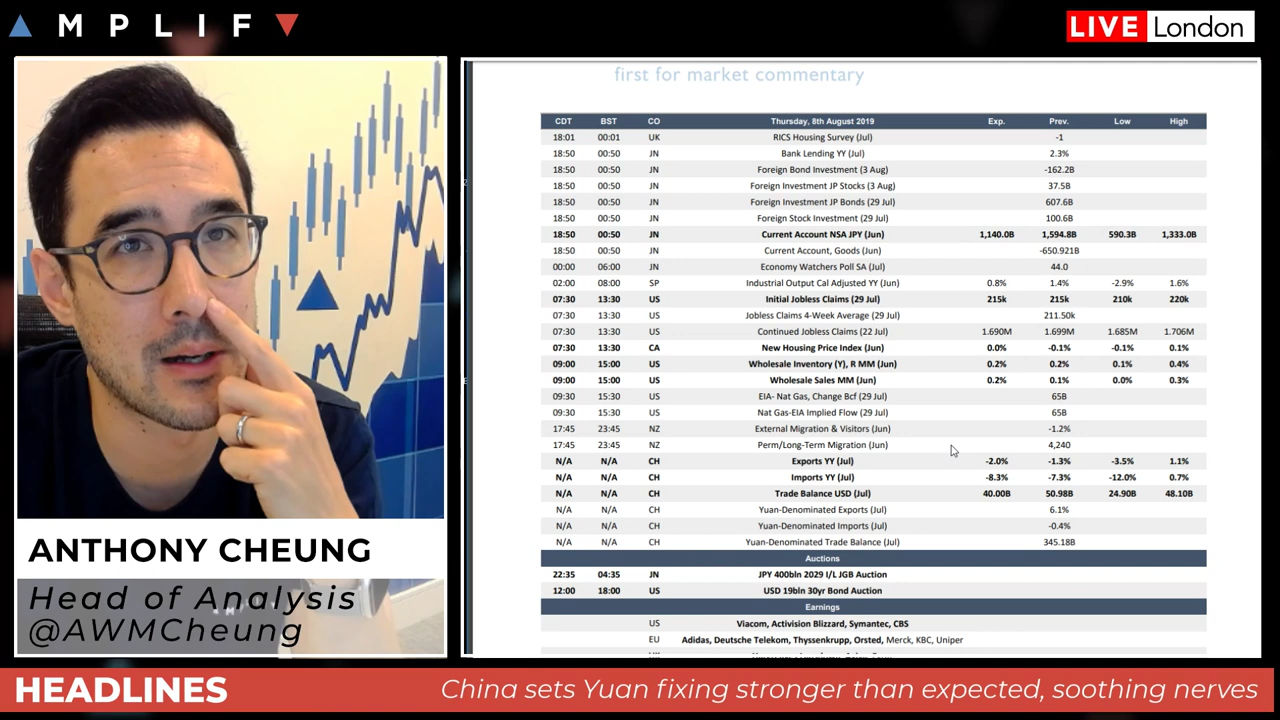 AMPLIFY
LIVE London
first for market commentary
CDT BST CO Thursday, 8th August 2019 Exp. Prev. Low High
18:01 00:01 UK RICS Housing Survey (Jul) -1
18:50 00:50 JN Bank Lending YY (Jul) 2.3%
18:50 00:50 JN Foreign Bond Investment (3 Aug) -162.2B
18:50 00:50 JN Foreign Investment JP Stocks (3 Aug) 37.5B
18:50 00:50 JN Foreign Investment JP Bonds (29 Jul) 607.6B
18:50 00:50 JN Foreign Stock Investment (29 Jul) 100.6B
18:50 00:50 JN Current Account NSA JPY (Jun) 1,140.0B 1,594.8B 590.3B 1,333.0B
18:50 00:50 JN Current Account, Goods (Jun) -650.921B
00:00 06:00 JN Economy Watchers Poll SA (Jul) 44.0
02:00 08:00 SP Industrial Output Cal Adjusted YY (Jun) 0.8% 1.4% -2.9% 1.6%
07:30 13:30 US Initial Jobless Claims (29 Jul) 215k 215k 210k 220k
07:30 13:30 US Jobless Claims 4-Week Average (29 Jul) 211.50k
07:30 13:30 US Continued Jobless Claims (22 Jul) 1.690M 1.699M 1.685M 1.706M
07:30 13:30 CA New Housing Price Index (Jun) 0.0% -0.1% -0.1% 0.1%
09:00 15:00 US Wholesale Inventory (Y), R MM (Jun) 0.2% 0.2% 0.1% 0.4%
09:00 15:00 US Wholesale Sales MM (Jun) 0.2% 0.1% 0.0% 0.3%
09:30 15:30 US EIA- Nat Gas, Change Bcf (29 Jul) 65B
09:30 15:30 US Nat Gas-EIA Implied Flow (29 Jul) 65B
17:45 23:45 NZ External Migration & Visitors (Jun) -1.2%
17:45 23:45 NZ Perm/Long-Term Migration (Jun) 4,240
N/A N/A CH Exports YY (Jul) -2.0% -1.3% -3.5% 1.1%
N/A N/A CH Imports YY (Jul) -8.3% -7.3% -12.0% 0.7%
N/A N/A CH Trade Balance USD (Jul) 40.00B 50.98B 24.90B 48.10B
N/A N/A CH Yuan-Denominated Exports (Jul) 6.1%
N/A N/A CH Yuan-Denominated Imports (Jul) -0.4%
N/A N/A CH Yuan-Denominated Trade Balance (Jul) 345.18B
Auctions
22:35 04:35 JN JPY 400bln 2029 I/L JGB Auction
12:00 18:00 US USD 19bln 30yr Bond Auction
Earnings
US Viacom, Activision Blizzard, Symantec, CBS
EU Adidas, Deutsche Telekom, Thyssenkrupp, Orsted, Merck, KBC, Uniper
ANTHONY CHEUNG
Head of Analysis
@AWMCheung
HEADLINES China sets Yuan fixing stronger than expected, soothing nerves